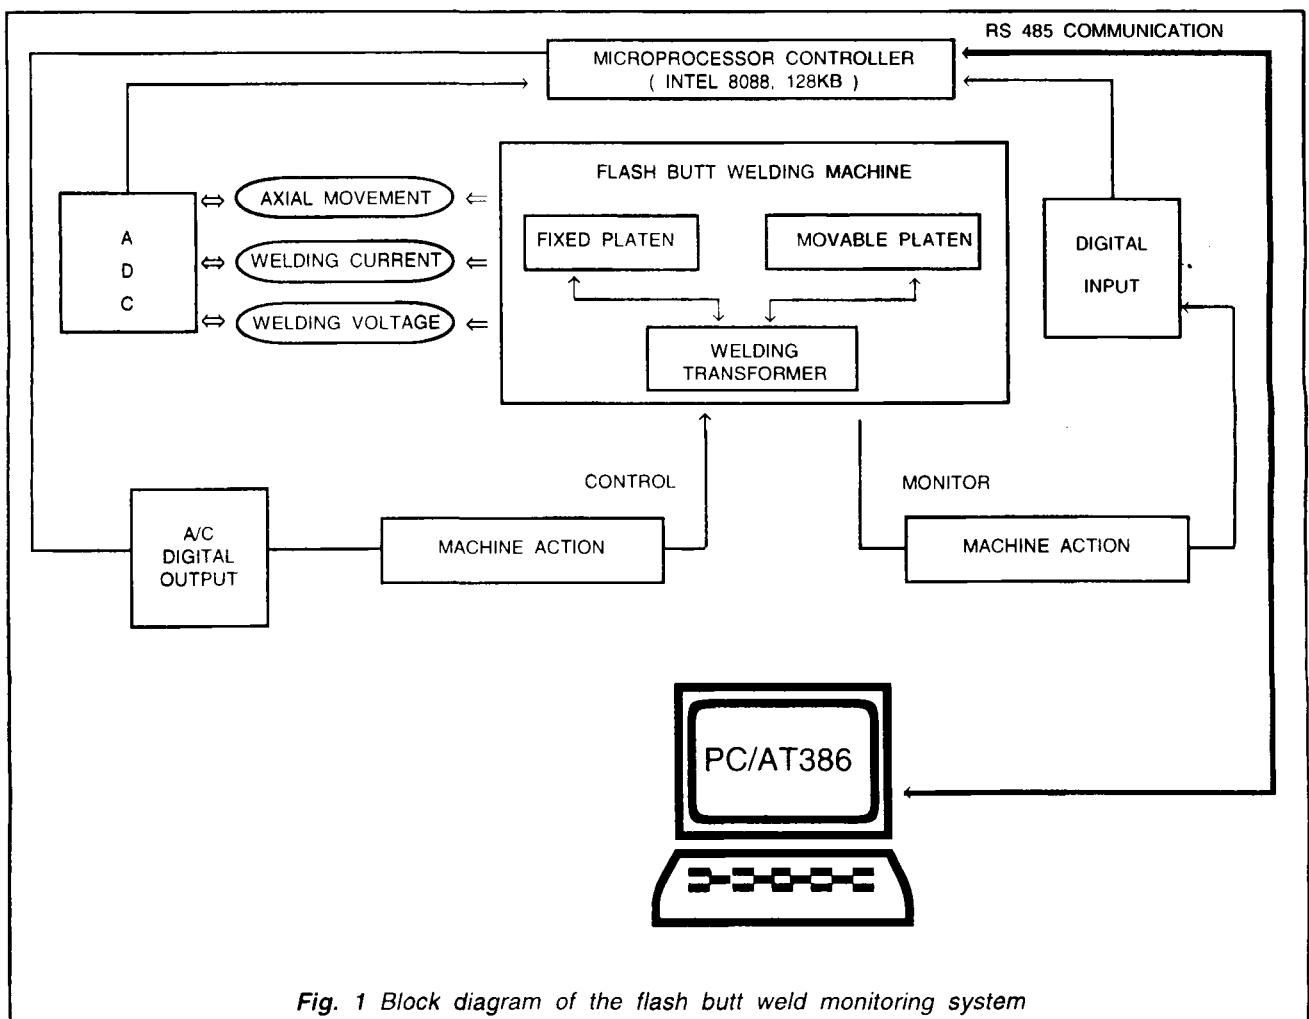 RS 485 COMMUNICATION
MICROPROCESSOR CONTROLLER
( INTEL 8088, 128KB )
FLASH BUTT WELDING MACHINE
AXIAL MOVEMENT
A
D
C
WELDING CURRENT
WELDING VOLTAGE
FIXED PLATEN
MOVABLE PLATEN
WELDING
TRANSFORMER
DIGITAL
INPUT
CONTROL
MONITOR
A/C
DIGITAL
OUTPUT
MACHINE ACTION
MACHINE ACTION
PC/AT386
Fig. 1 Block diagram of the flash butt weld monitoring system